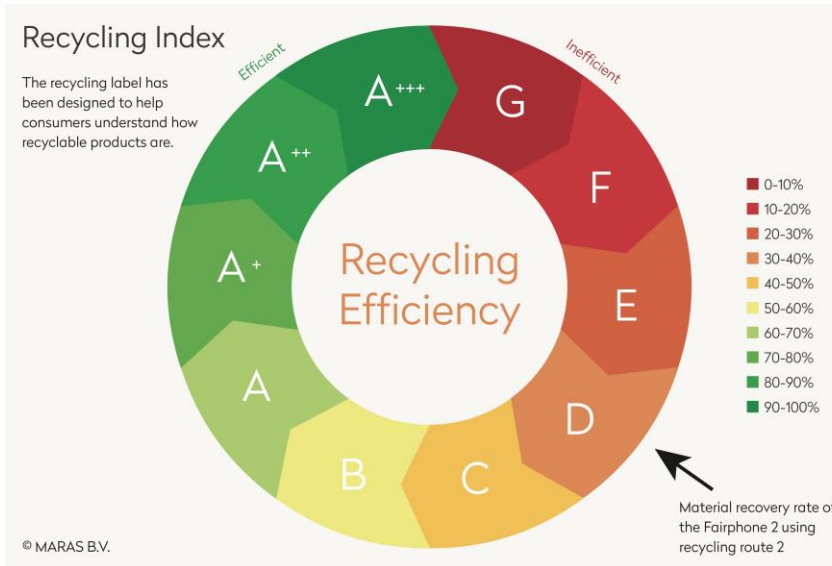 Recycling Index
The recycling label has
been designed to help
consumers understand how
recyclable products are.
Efficient
Inefficient
A+++
G
A++
F
A+
E
A
D
B
C
Recycling
Efficiency
0-10%
10-20%
20-30%
30-40%
40-50%
50-60%
60-70%
70-80%
80-90%
90-100%
Material recovery rate of
the Fairphone 2 using
recycling route 2
© MARAS B.V.